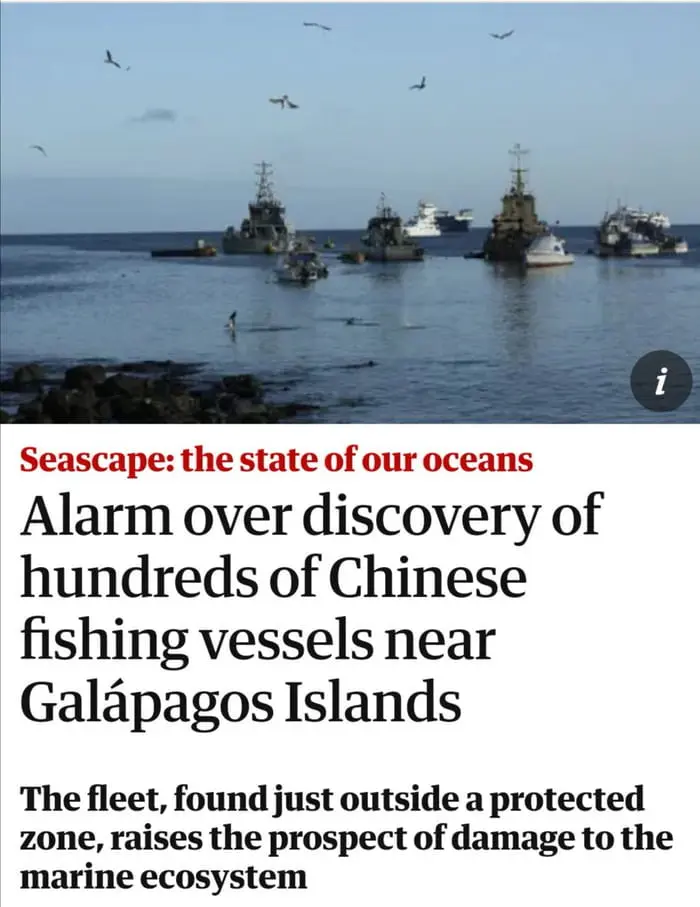 i
Seascape: the state of our oceans
Alarm over discovery of
hundreds of Chinese
fishing vessels near
Galápagos Islands
The fleet, found just outside a protected
zone, raises the prospect of damage to the
marine ecosystem